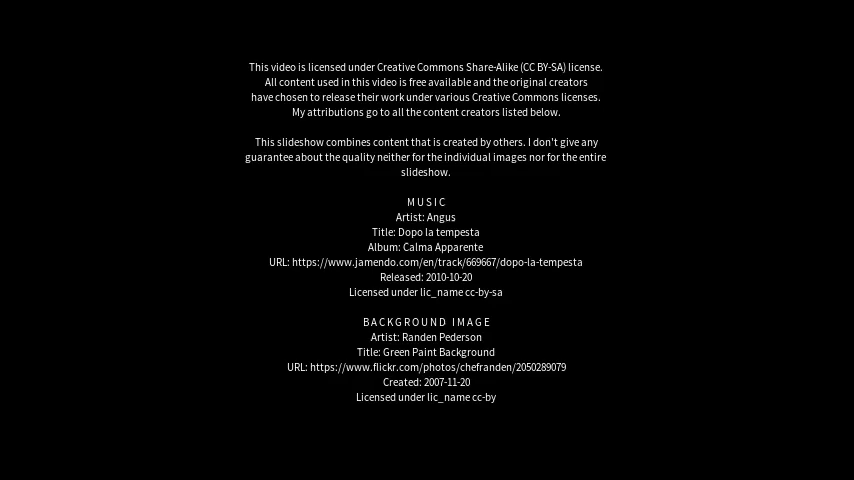 This video is licensed under Creative Commons Share-Alike (CC BY-SA) license.
All content used in this video is free available and the original creators
have chosen to release their work under various Creative Commons licenses.
My attributions go to all the content creators listed below.
This slideshow combines content that is created by others. I don't give any
guarantee about the quality neither for the individual images nor for the entire
slideshow.
MUSIC
Artist: Angus
Title: Dopo la tempesta
Album: Calma Apparente
URL: https://www.jamendo.com/en/track/669667/dopo-la-tempesta
Released: 2010-10-20
Licensed under lic_name cc-by-sa
BACKGROUND IMAGE
Artist: Randen Pederson
Title: Green Paint Background
URL: https://www.flickr.com/photos/chefranden/2050289079
Created: 2007-11-20
Licensed under lic_name cc-by